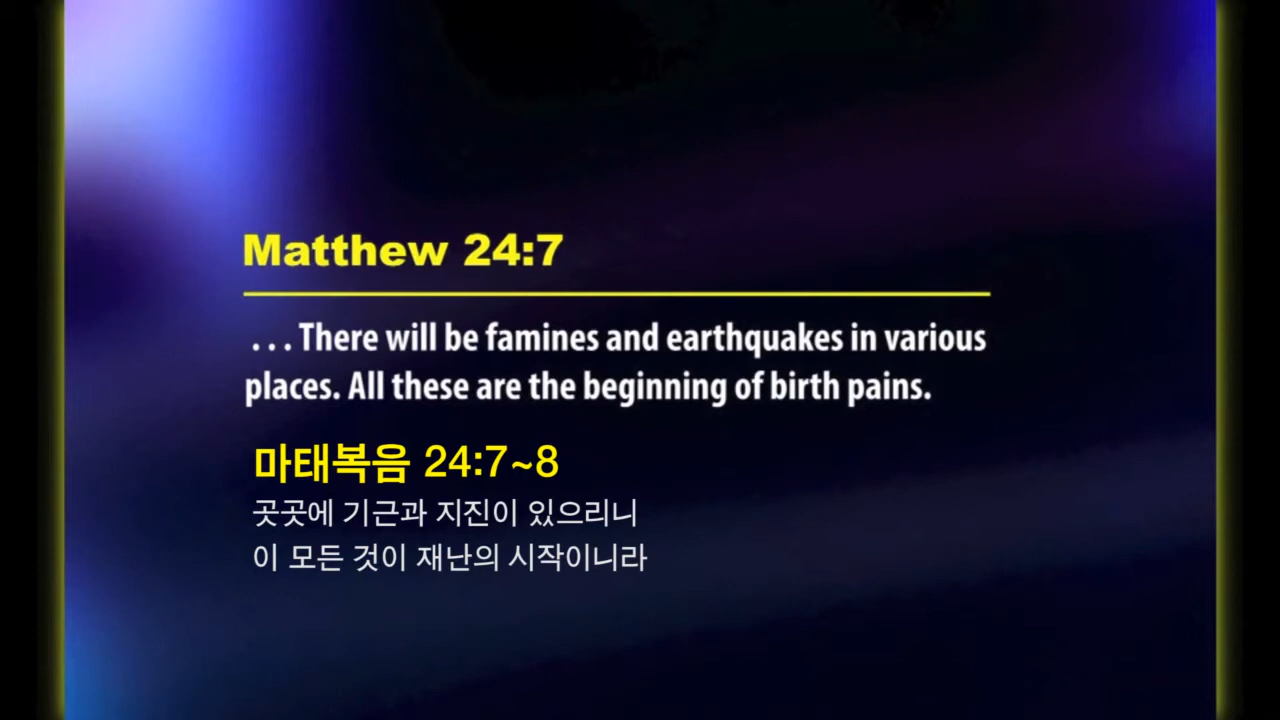 Matthew 24:7
. . . There will be famines and earthquakes in various
places. All these are the beginning of birth pains.
마태복음 24:7~8
곳곳에 기근과 지진이 있으리니
이 모든 것이 재난의 시작이니라